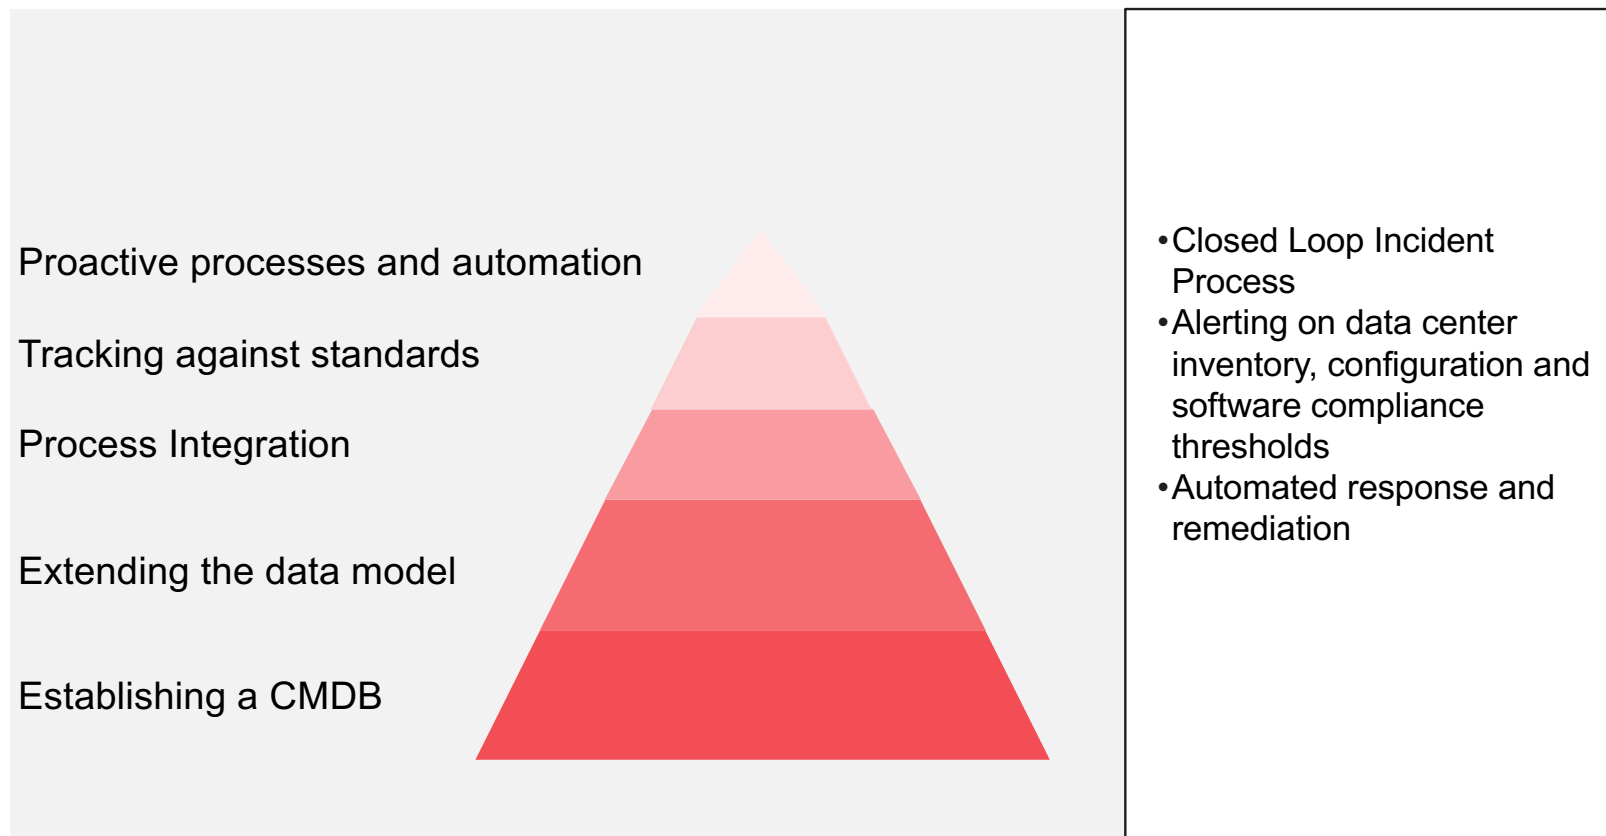 Proactive processes and automation
Tracking against standards
Process Integration
Extending the data model
Establishing a CMDB
•Closed Loop Incident
Process
•Alerting on data center
inventory, configuration and
software compliance
thresholds
•Automated response and
remediation